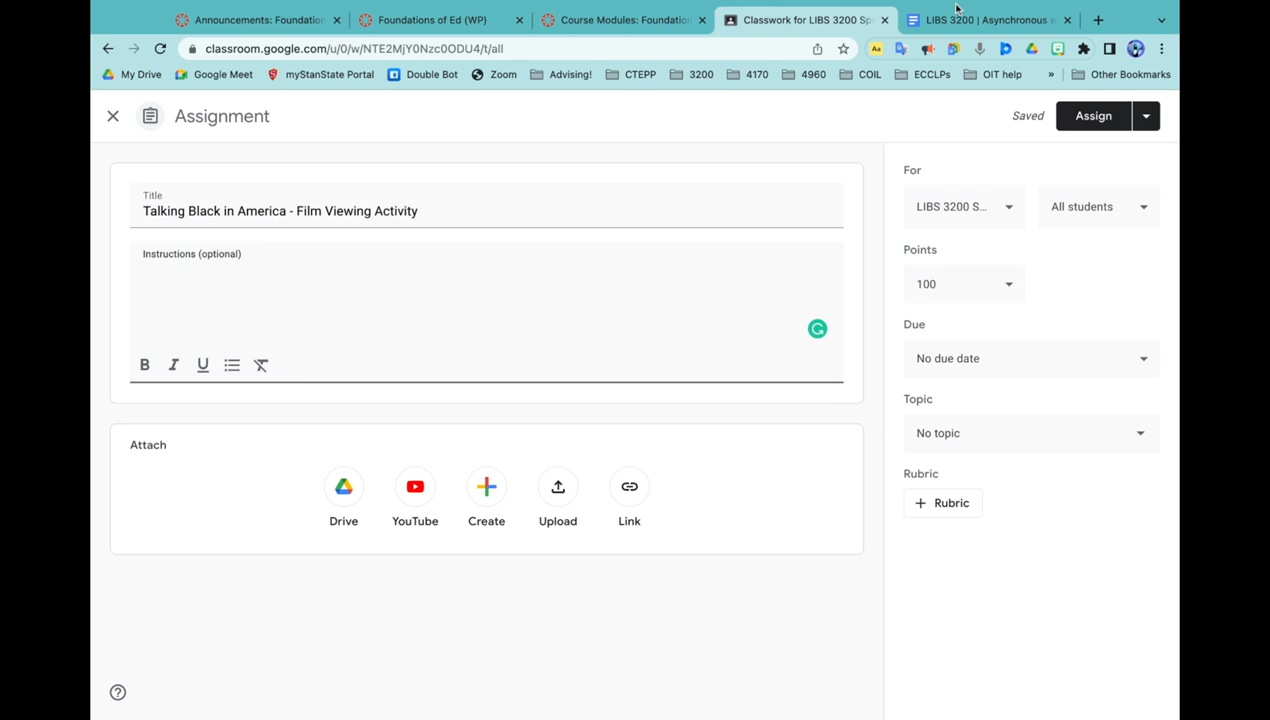 Announcements: Foundation
Foundations of Ed (WP)
Course Modules: Foundation
Classwork for LIBS 3200 Sp
LIBS 3200 | Asynchronous
classroom.google.com/u/0/w/NTE2MjY0Nzc0ODU4/t/all
My Drive
Google Meet
myStanState Portal
Double Bot
Zoom
Advising!
CTEPP
3200
4170
4960
COIL
ECCLPs
OIT help
»
Other Bookmarks
Assignment
Saved
Assign
Title
Talking Black in America - Film Viewing Activity
Instructions (optional)
B I U
Attach
Drive
YouTube
Create
Upload
Link
For
LIBS 3200 S...
All students
Points
100
Due
No due date
Topic
No topic
Rubric
+ Rubric